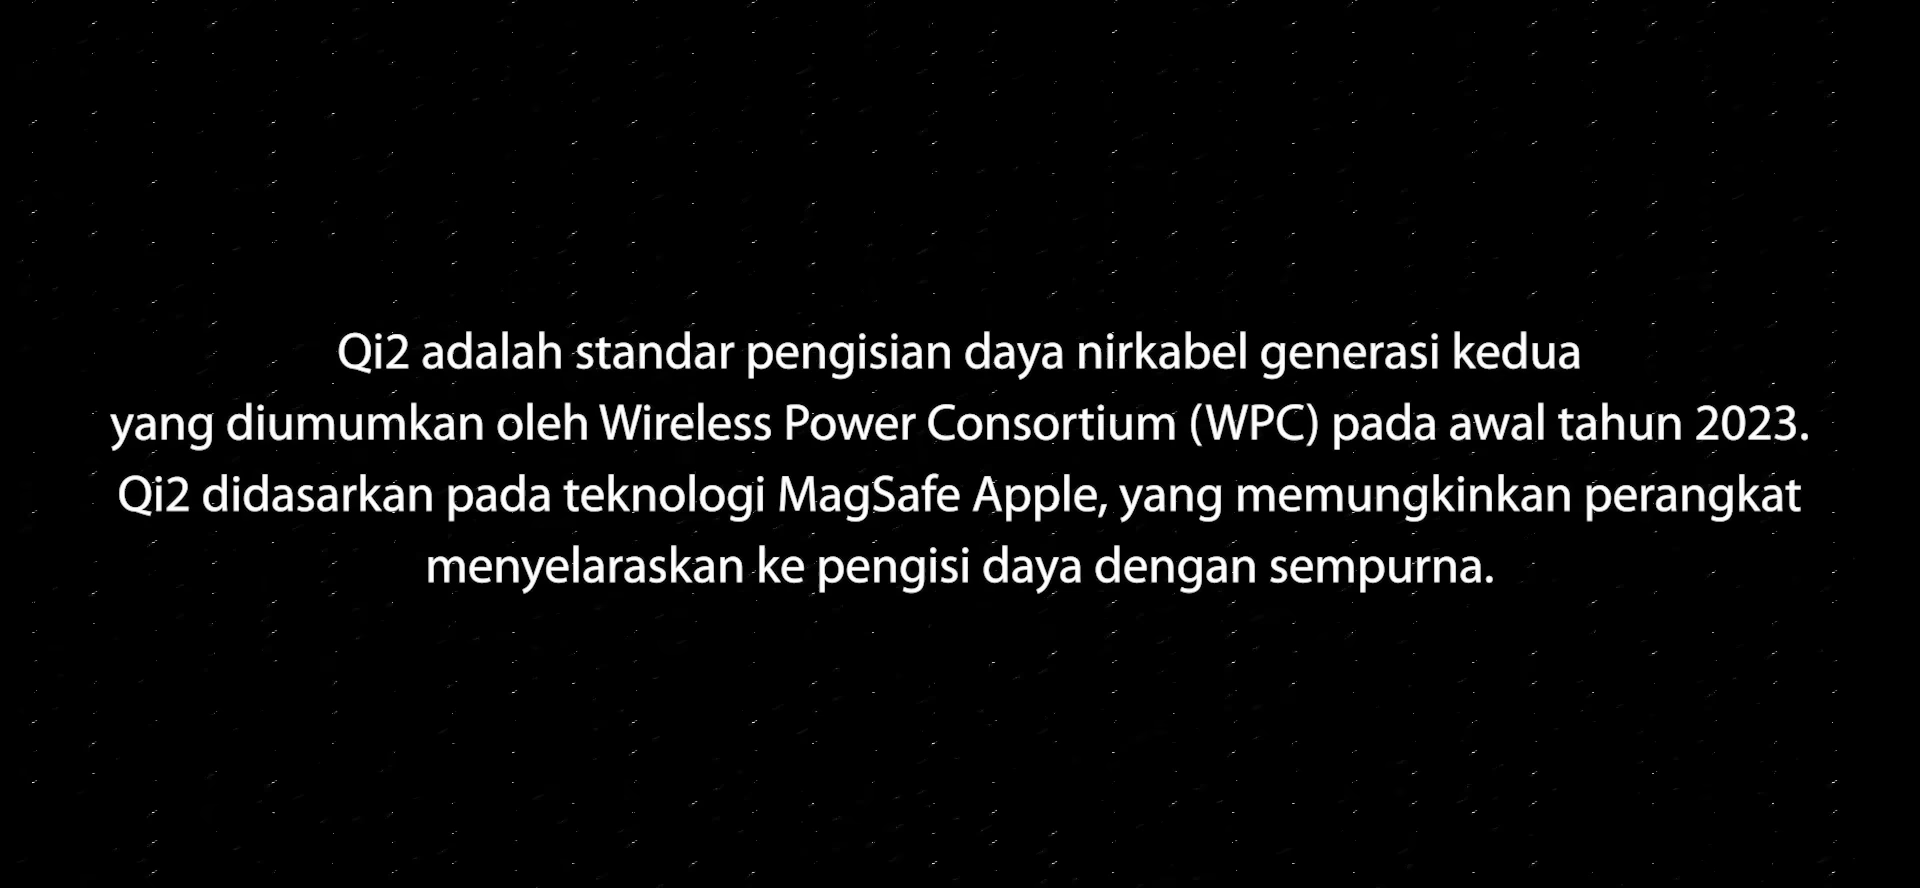 Qi2 adalah standar pengisian daya nirkabel generasi kedua
yang diumumkan oleh Wireless Power Consortium (WPC) pada awal tahun 2023.
Qi2 didasarkan pada teknologi MagSafe Apple, yang memungkinkan perangkat
menyelaraskan ke pengisi daya dengan sempurna.